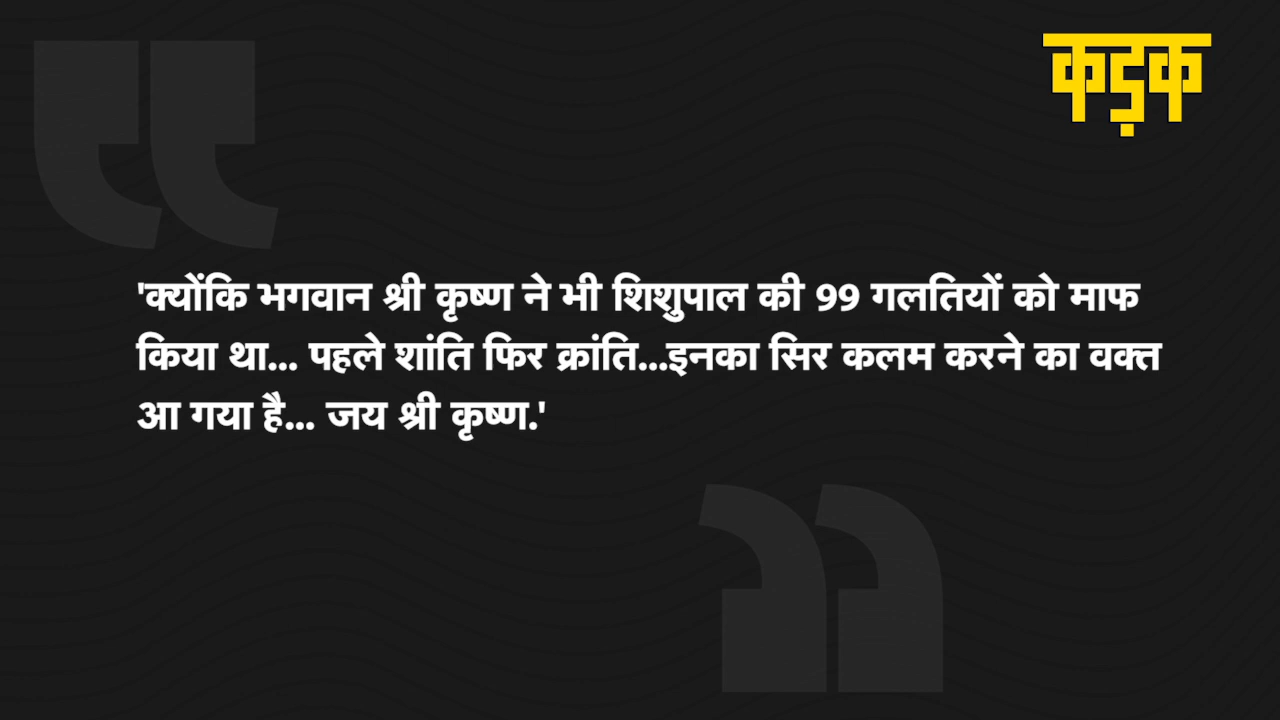 कड़क
'क्योंकि भगवान श्री कृष्ण ने भी शिशुपाल की 99 गलतियों को माफ
किया था... पहले शांति फिर क्रांति...इनका सिर कलम करने का वक्त
आ गया है... जय श्री कृष्ण.'